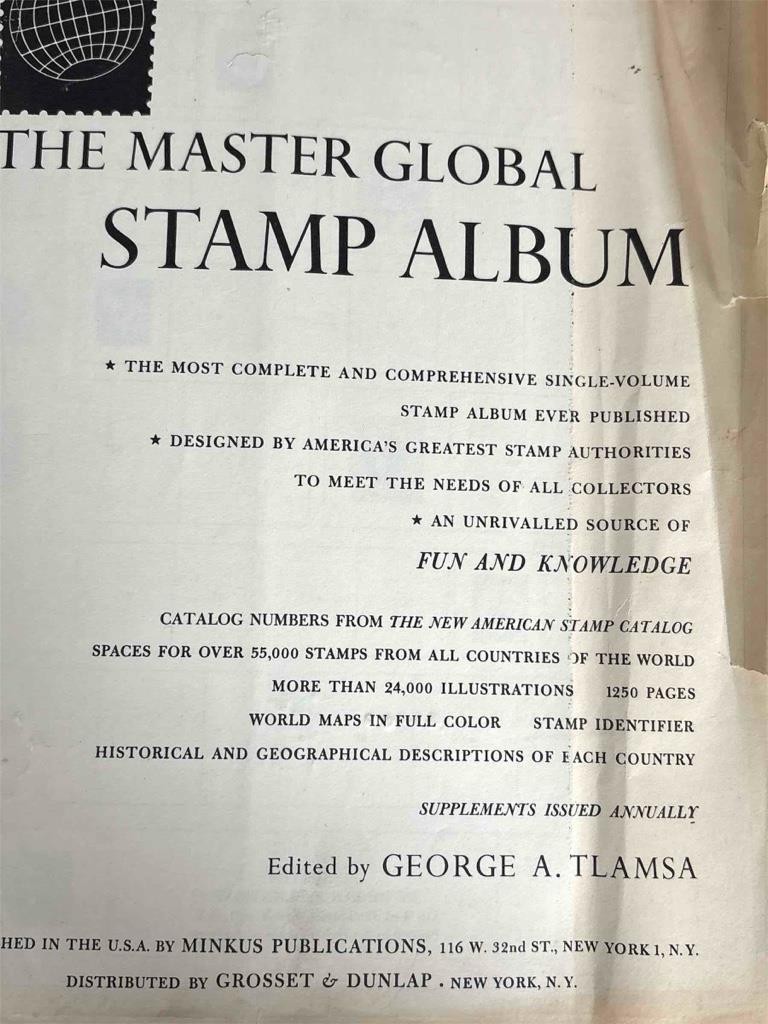 THE MASTER GLOBAL
STAMP ALBUM
★ THE MOST COMPLETE AND COMPREHENSIVE SINGLE-VOLUME
STAMP ALBUM EVER PUBLISHED
★ DESIGNED BY AMERICA'S GREATEST STAMP AUTHORITIES
TO MEET THE NEEDS OF ALL COLLECTORS
★ AN UNRIVALLED SOURCE OF
FUN AND KNOWLEDGE
CATALOG NUMBERS FROM THE NEW AMERICAN STAMP CATALOG
SPACES FOR OVER 55,000 STAMPS FROM ALL COUNTRIES OF THE WORLD
MORE THAN 24,000 ILLUSTRATIONS 1250 PAGES
WORLD MAPS IN FULL COLOR STAMP IDENTIFIER
HISTORICAL AND GEOGRAPHICAL DESCRIPTIONS OF EACH COUNTRY
SUPPLEMENTS ISSUED ANNUALLY
Edited by GEORGE A. TLAMSA
HED IN THE U.S.A. BY MINKUS PUBLICATIONS, 116 W. 32nd ST., NEW YORK 1, N.Y.
DISTRIBUTED BY GROSSET & DUNLAP • NEW YORK, N.Y.